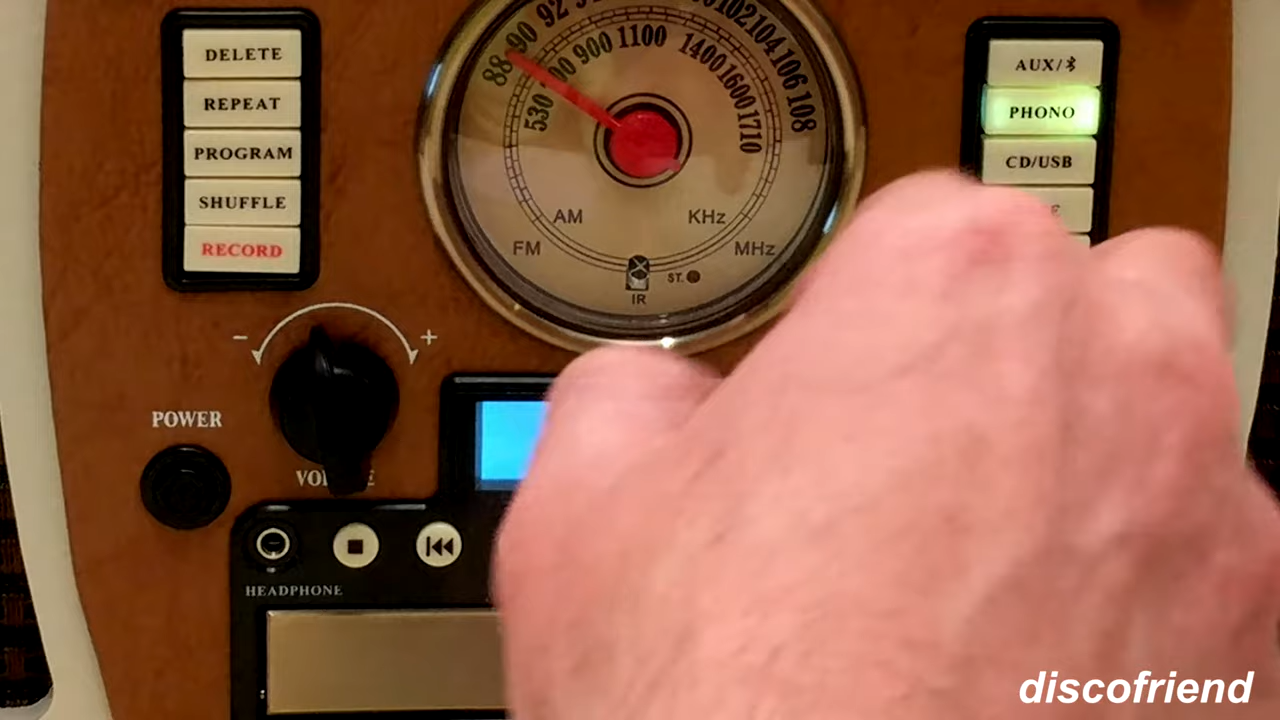 DELETE
REPEAT
PROGRAM
SHUFFLE
RECORD
88 90 92 102 104 106 108
530 900 1100 1400 1600 1710
AM KHz
FM MHz
ST.
IR
AUX/
PHONO
CD/USB
- +
POWER
HEADPHONE
discofriend